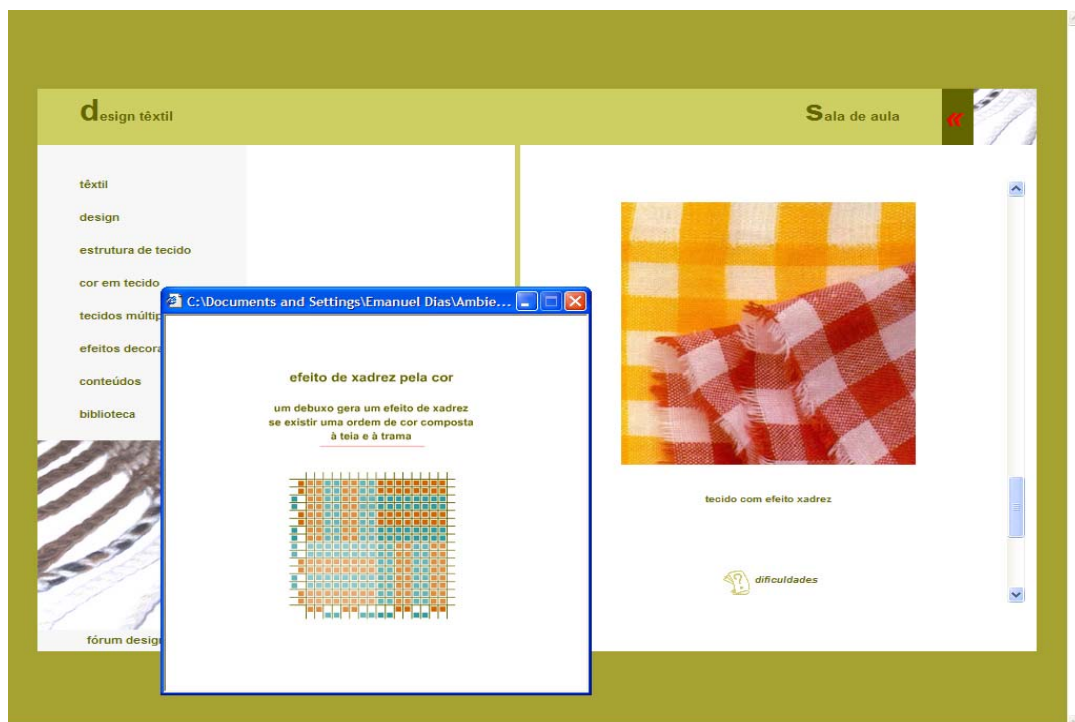 design têxtil
Sala de aula
«
têxtil
design
estrutura de tecido
cor em tecido
tecidos múltip
efeitos decora
conteúdos
biblioteca
fórum design
C:\Documents and Settings\Emanuel Dias\Ambie...
efeito de xadrez pela cor
um debuxo gera um efeito de xadrez
se existir uma ordem de cor composta
à teia e à trama
tecido com efeito xadrez
? dificuldades